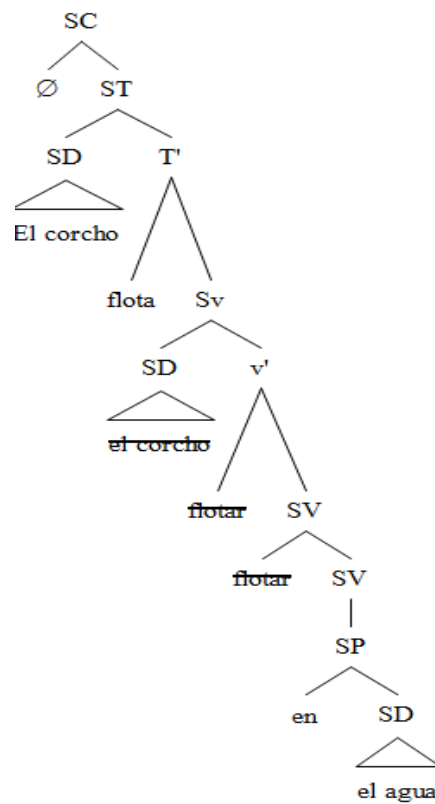 SC
∅ ST
SD T'
El corcho
flota Sv
SD v'
el corcho
flotar SV
flotar SV
SP
en SD
el agua